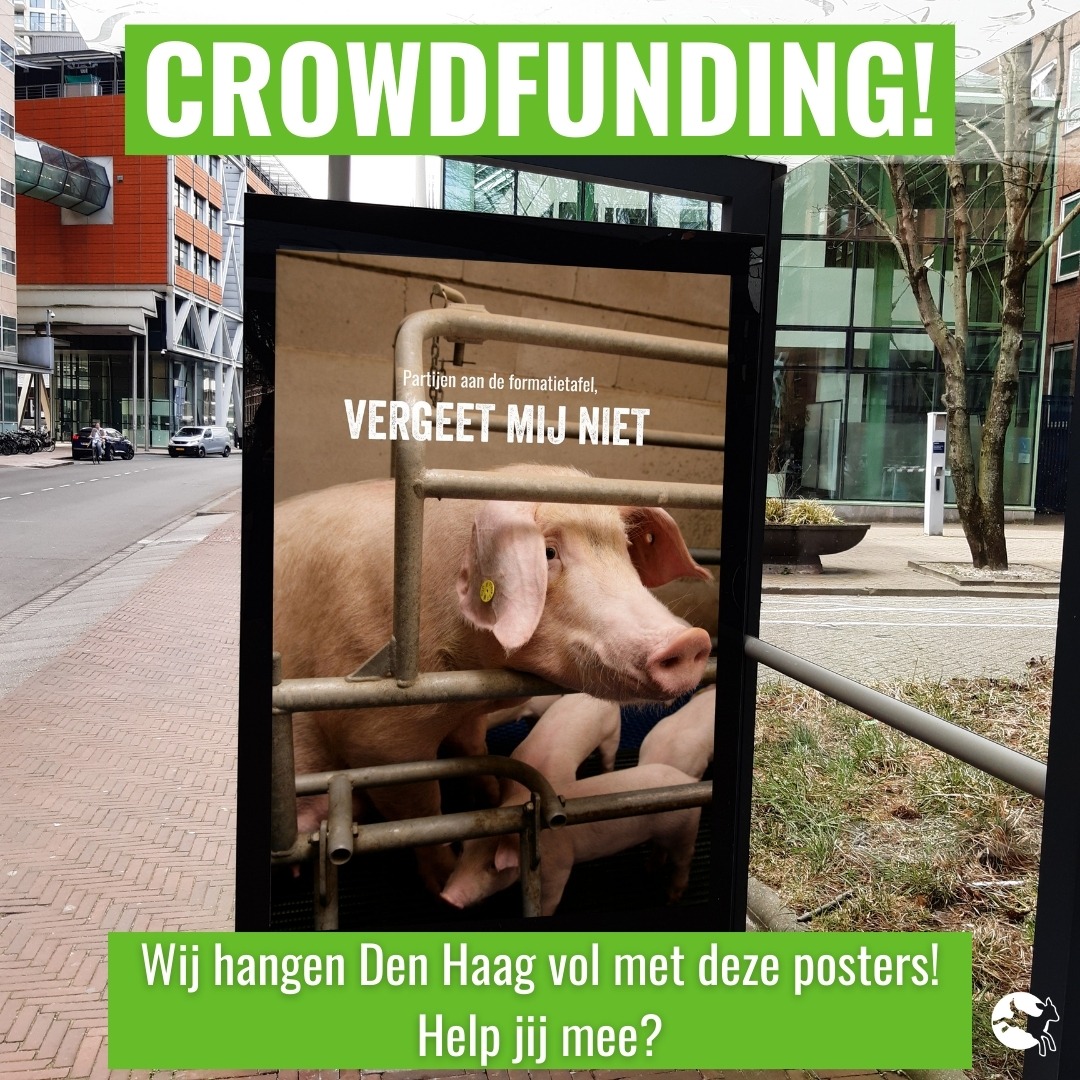 CROWDFUNDING!
Partijen aan de formatietafel,
VERGEET MIJ NIET
Wij hangen Den Haag vol met deze posters!
Help jij mee?